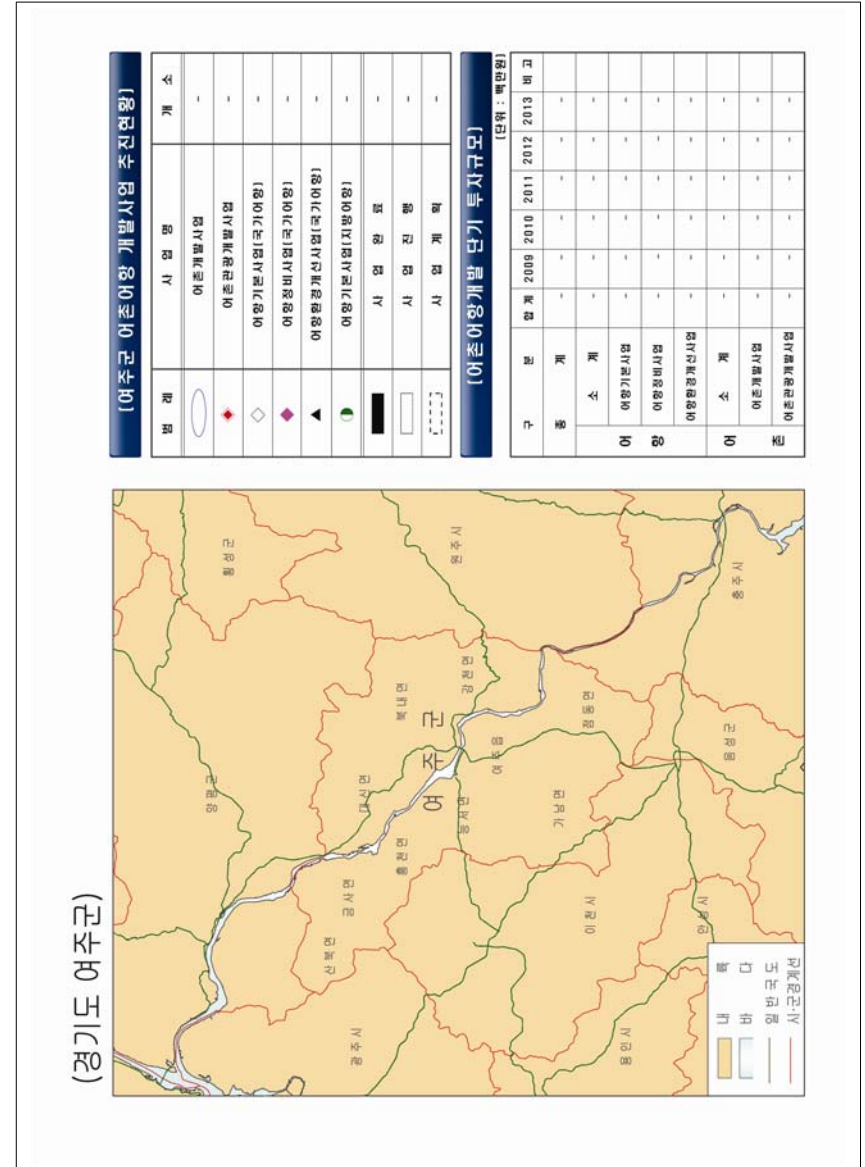 (경기도 여주군)
횡성군
양평군
원주시
북내면
강천면
대신면
여주군
여주읍
점동면
충주시
흥천면
능서면
가남면
음성군
금사면
산북면
이천시
안성시
광주시
용인시
내 륙
바 다
일반국도
시·군경계선
(여주군 어촌어항 개발사업 추진현황)
범 례 사 업 명 개 소
어촌개발사업 -
어촌관광개발사업 -
어항기본사업(국가어항) -
어항정비사업(국가어항) -
어항환경개선사업(국가어항) -
어항기본사업(지방어항) -
사 업 완 료 -
사 업 진 행 -
사 업 계 획 -
(어촌어항개발 단기 투자규모)
(단위 : 백만원)
구 분 합 계 2009 2010 2011 2012 2013 비 고
총 계 - - - - - -
어 항 소 계 - - - - - -
어항기본사업 - - - - - -
어항정비사업 - - - - - -
어항환경개선사업 - - - - - -
어 촌 소 계 - - - - - -
어촌개발사업 - - - - - -
어촌관광개발사업 - - - - - -